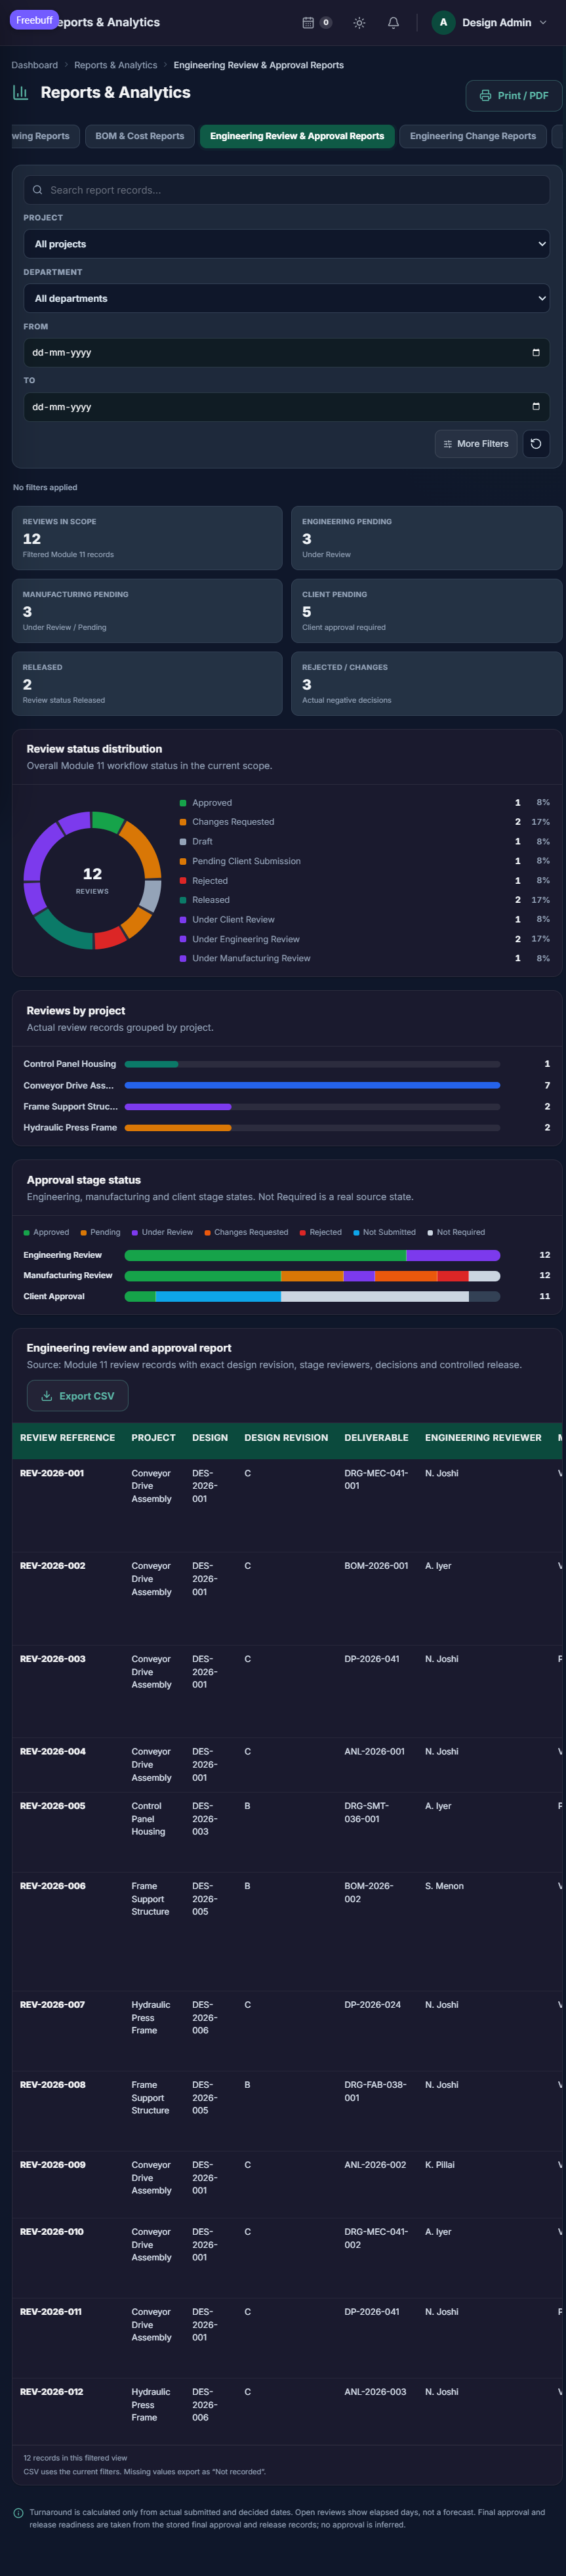 Freebuff
eports & Analytics
0
A
Design Admin
Dashboard > Reports & Analytics > Engineering Review & Approval Reports
Reports & Analytics
Print / PDF
wing Reports
BOM & Cost Reports
Engineering Review & Approval Reports
Engineering Change Reports
Search report records...
PROJECT
All projects
DEPARTMENT
All departments
FROM
dd-mm-yyyy
TO
dd-mm-yyyy
More Filters
No filters applied
REVIEWS IN SCOPE
12
Filtered Module 11 records
ENGINEERING PENDING
3
Under Review
MANUFACTURING PENDING
3
Under Review / Pending
CLIENT PENDING
5
Client approval required
RELEASED
2
Review status Released
REJECTED / CHANGES
3
Actual negative decisions
Review status distribution
Overall Module 11 workflow status in the current scope.
12
REVIEWS
Approved 1 8%
Changes Requested 2 17%
Draft 1 8%
Pending Client Submission 1 8%
Rejected 1 8%
Released 2 17%
Under Client Review 1 8%
Under Engineering Review 2 17%
Under Manufacturing Review 1 8%
Reviews by project
Actual review records grouped by project.
Control Panel Housing 1
Conveyor Drive Ass... 7
Frame Support Struc... 2
Hydraulic Press Frame 2
Approval stage status
Engineering, manufacturing and client stage states. Not Required is a real source state.
Approved Pending Under Review Changes Requested Rejected Not Submitted Not Required
Engineering Review 12
Manufacturing Review 12
Client Approval 11
Engineering review and approval report
Source: Module 11 review records with exact design revision, stage reviewers, decisions and controlled release.
Export CSV
REVIEW REFERENCE PROJECT DESIGN DESIGN REVISION DELIVERABLE ENGINEERING REVIEWER
REV-2026-001 Conveyor DES- C DRG-MEC-041- N. Joshi
Drive 2026- 001
Assembly 001
REV-2026-002 Conveyor DES- C BOM-2026-001 A. Iyer
Drive 2026-
Assembly 001
REV-2026-003 Conveyor DES- C DP-2026-041 N. Joshi
Drive 2026-
Assembly 001
REV-2026-004 Conveyor DES- C ANL-2026-001 N. Joshi
Drive 2026-
Assembly 001
REV-2026-005 Control DES- B DRG-SMT- A. Iyer
Panel 2026- 036-001
Housing 003
REV-2026-006 Frame DES- B BOM-2026- S. Menon
Support 2026- 002
Structure 005
REV-2026-007 Hydraulic DES- C DP-2026-024 N. Joshi
Press 2026-
Frame 006
REV-2026-008 Frame DES- B DRG-FAB-038- N. Joshi
Support 2026- 001
Structure 005
REV-2026-009 Conveyor DES- C ANL-2026-002 K. Pillai
Drive 2026-
Assembly 001
REV-2026-010 Conveyor DES- C DRG-MEC-041- A. Iyer
Drive 2026- 002
Assembly 001
REV-2026-011 Conveyor DES- C DP-2026-041 N. Joshi
Drive 2026-
Assembly 001
REV-2026-012 Hydraulic DES- C ANL-2026-003 N. Joshi
Press 2026-
Frame 006
12 records in this filtered view
CSV uses the current filters. Missing values export as "Not recorded".
Turnaround is calculated only from actual submitted and decided dates. Open reviews show elapsed days, not a forecast. Final approval and
release readiness are taken from the stored final approval and release records; no approval is inferred.